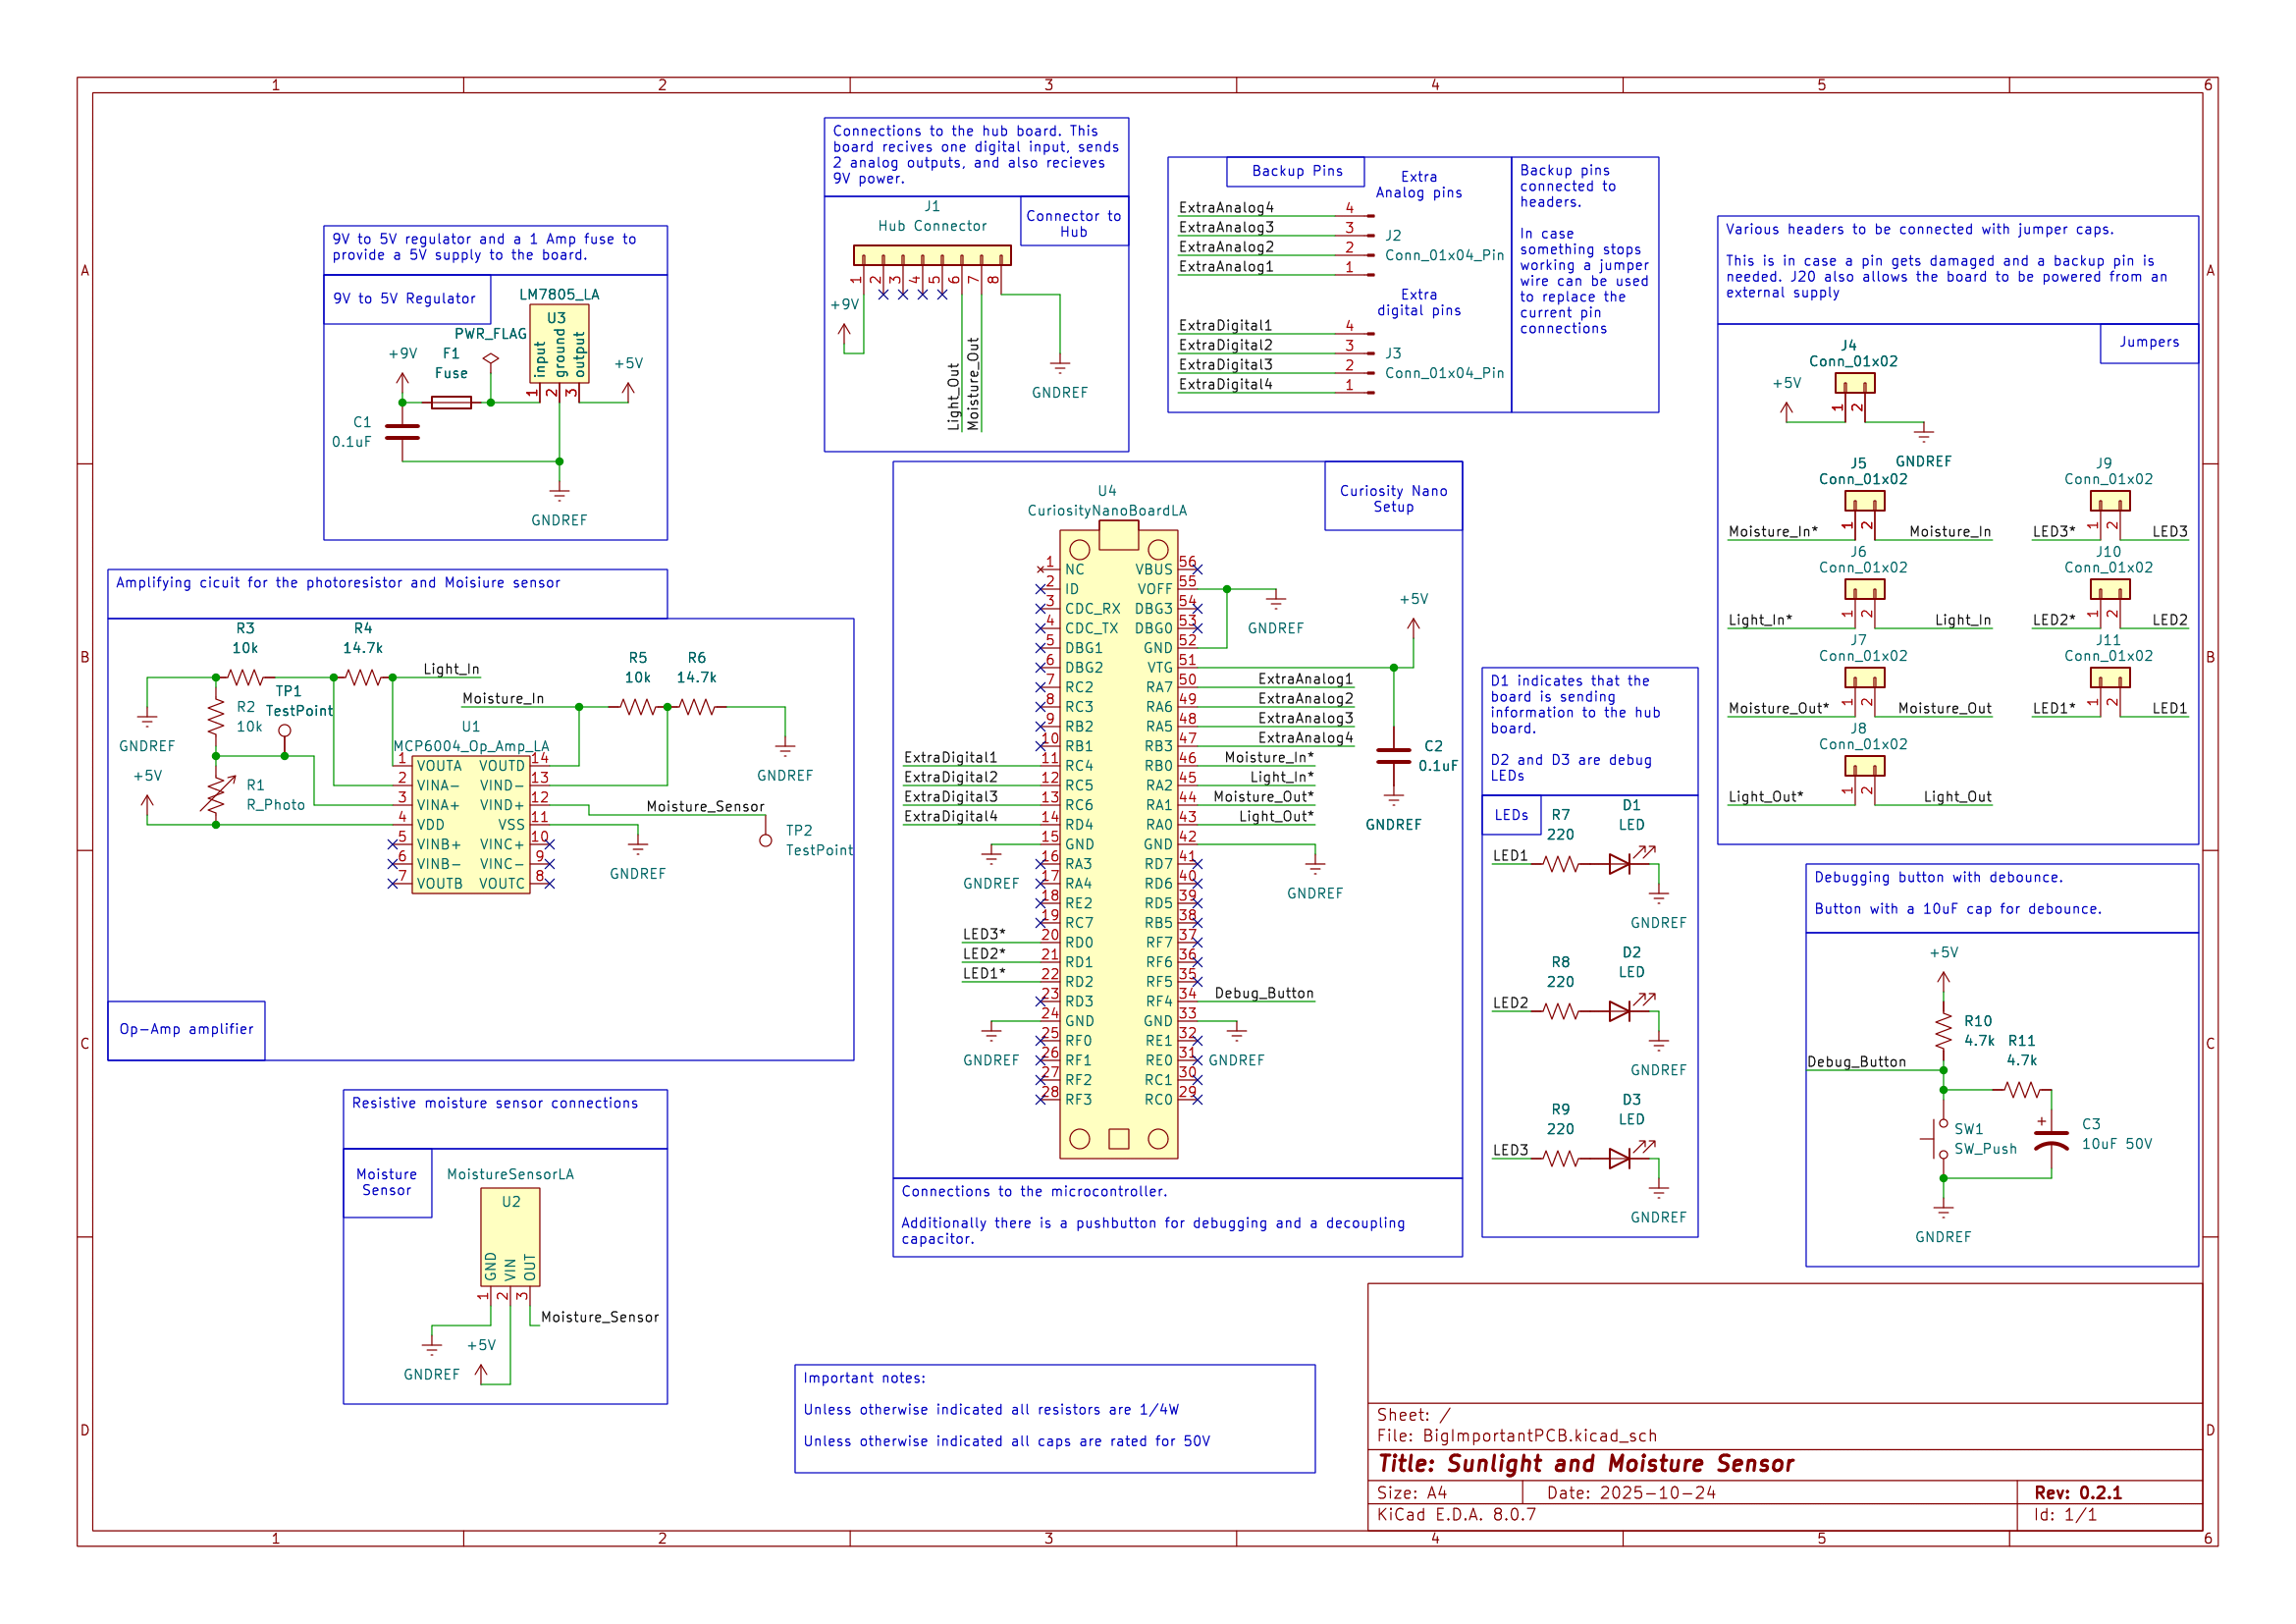 1 2 3 4 5 6
A
B
C
D
9V to 5V regulator and a 1 Amp fuse to
provide a 5V supply to the board.
9V to 5V Regulator
LM7805_LA
U3
PWR_FLAG
input
ground
output
1
2
3
+9V
F1
Fuse
+5V
C1
0.1uF
GNDREF
Connections to the hub board. This
board recives one digital input, sends
2 analog outputs, and also recieves
9V power.
J1
Hub Connector
Connector to
Hub
1
2
3
4
5
6
7
8
+9V
Light_Out
Moisture_Out
GNDREF
Backup Pins
Extra
Analog pins
ExtraAnalog4 4
ExtraAnalog3 3
J2
ExtraAnalog2 2
Conn_01x04_Pin
ExtraAnalog1 1
Extra
digital pins
ExtraDigital1 4
ExtraDigital2 3
J3
ExtraDigital3 2
Conn_01x04_Pin
ExtraDigital4 1
Backup pins
connected to
headers.
In case
something stops
working a jumper
wire can be used
to replace the
current pin
connections
Various headers to be connected with jumper caps.
This is in case a pin gets damaged and a backup pin is
needed. J20 also allows the board to be powered from an
external supply
Jumpers
J4
Conn_01x02
+5V
1
2
GNDREF
J5
Conn_01x02
Moisture_In* 1 2 Moisture_In
J6
Conn_01x02
Light_In* 1 2 Light_In
J7
Conn_01x02
Moisture_Out* 1 2 Moisture_Out
J8
Conn_01x02
Light_Out* 1 2 Light_Out
J9
Conn_01x02
LED3* 1 2 LED3
J10
Conn_01x02
LED2* 1 2 LED2
J11
Conn_01x02
LED1* 1 2 LED1
Amplifying cicuit for the photoresistor and Moisiure sensor
R3
10k
R4
14.7k
Light_In
R5
10k
R6
14.7k
TP1
TestPoint
Moisture_In
R2
10k
GNDREF
U1
MCP6004_Op_Amp_LA
GNDREF
+5V
R1
R_Photo
1 VOUTA VOUTD 14
2 VINA- VIND- 13
3 VINA+ VIND+ 12
4 VDD VSS 11
5 VINB+ VINC+ 10
6 VINB- VINC- 9
7 VOUTB VOUTC 8
Moisture_Sensor
TP2
TestPoint
GNDREF
Op-Amp amplifier
U4
CuriosityNanoBoardLA
Curiosity Nano
Setup
1 NC VBUS 56
2 ID VOFF 55
3 CDC_RX DBG3 54
4 CDC_TX DBG0 53
5 DBG1 GND 52
6 DBG2 VTG 51
7 RC2 RA7 50 ExtraAnalog1
8 RC3 RA6 49 ExtraAnalog2
9 RB2 RA5 48 ExtraAnalog3
10 RB1 RB3 47 ExtraAnalog4
ExtraDigital1 11 RC4 RB0 46 Moisture_In*
ExtraDigital2 12 RC5 RA2 45 Light_In*
ExtraDigital3 13 RC6 RA1 44 Moisture_Out*
ExtraDigital4 14 RD4 RA0 43 Light_Out*
15 GND GND 42
16 RA3 RD7 41
17 RA4 RD6 40
18 RE2 RD5 39
19 RC7 RB5 38
LED3* 20 RD0 RF7 37
LED2* 21 RD1 RF6 36
LED1* 22 RD2 RF5 35
23 RD3 RF4 34 Debug_Button
24 GND GND 33
25 RF0 RE1 32
26 RF1 RE0 31
27 RF2 RC1 30
28 RF3 RC0 29
GNDREF
+5V
C2
0.1uF
GNDREF
GNDREF
GNDREF
GNDREF
GNDREF
Connections to the microcontroller.
Additionally there is a pushbutton for debugging and a decoupling
capacitor.
D1 indicates that the
board is sending
information to the hub
board.
D2 and D3 are debug
LEDs
LEDs
R7
220
D1
LED
LED1
GNDREF
R8
220
D2
LED
LED2
GNDREF
R9
220
D3
LED
LED3
GNDREF
Debugging button with debounce.
Button with a 10uF cap for debounce.
+5V
R10
4.7k
R11
4.7k
Debug_Button
SW1
SW_Push
+
C3
10uF 50V
GNDREF
Resistive moisture sensor connections
Moisture
Sensor
MoistureSensorLA
U2
GND
VIN
OUT
1
2
3
Moisture_Sensor
+5V
GNDREF
Important notes:
Unless otherwise indicated all resistors are 1/4W
Unless otherwise indicated all caps are rated for 50V
Sheet: /
File: BigImportantPCB.kicad_sch
Title: Sunlight and Moisture Sensor
Size: A4 Date: 2025-10-24 Rev: 0.2.1
KiCad E.D.A. 8.0.7 Id: 1/1
A
B
C
D
1 2 3 4 5 6